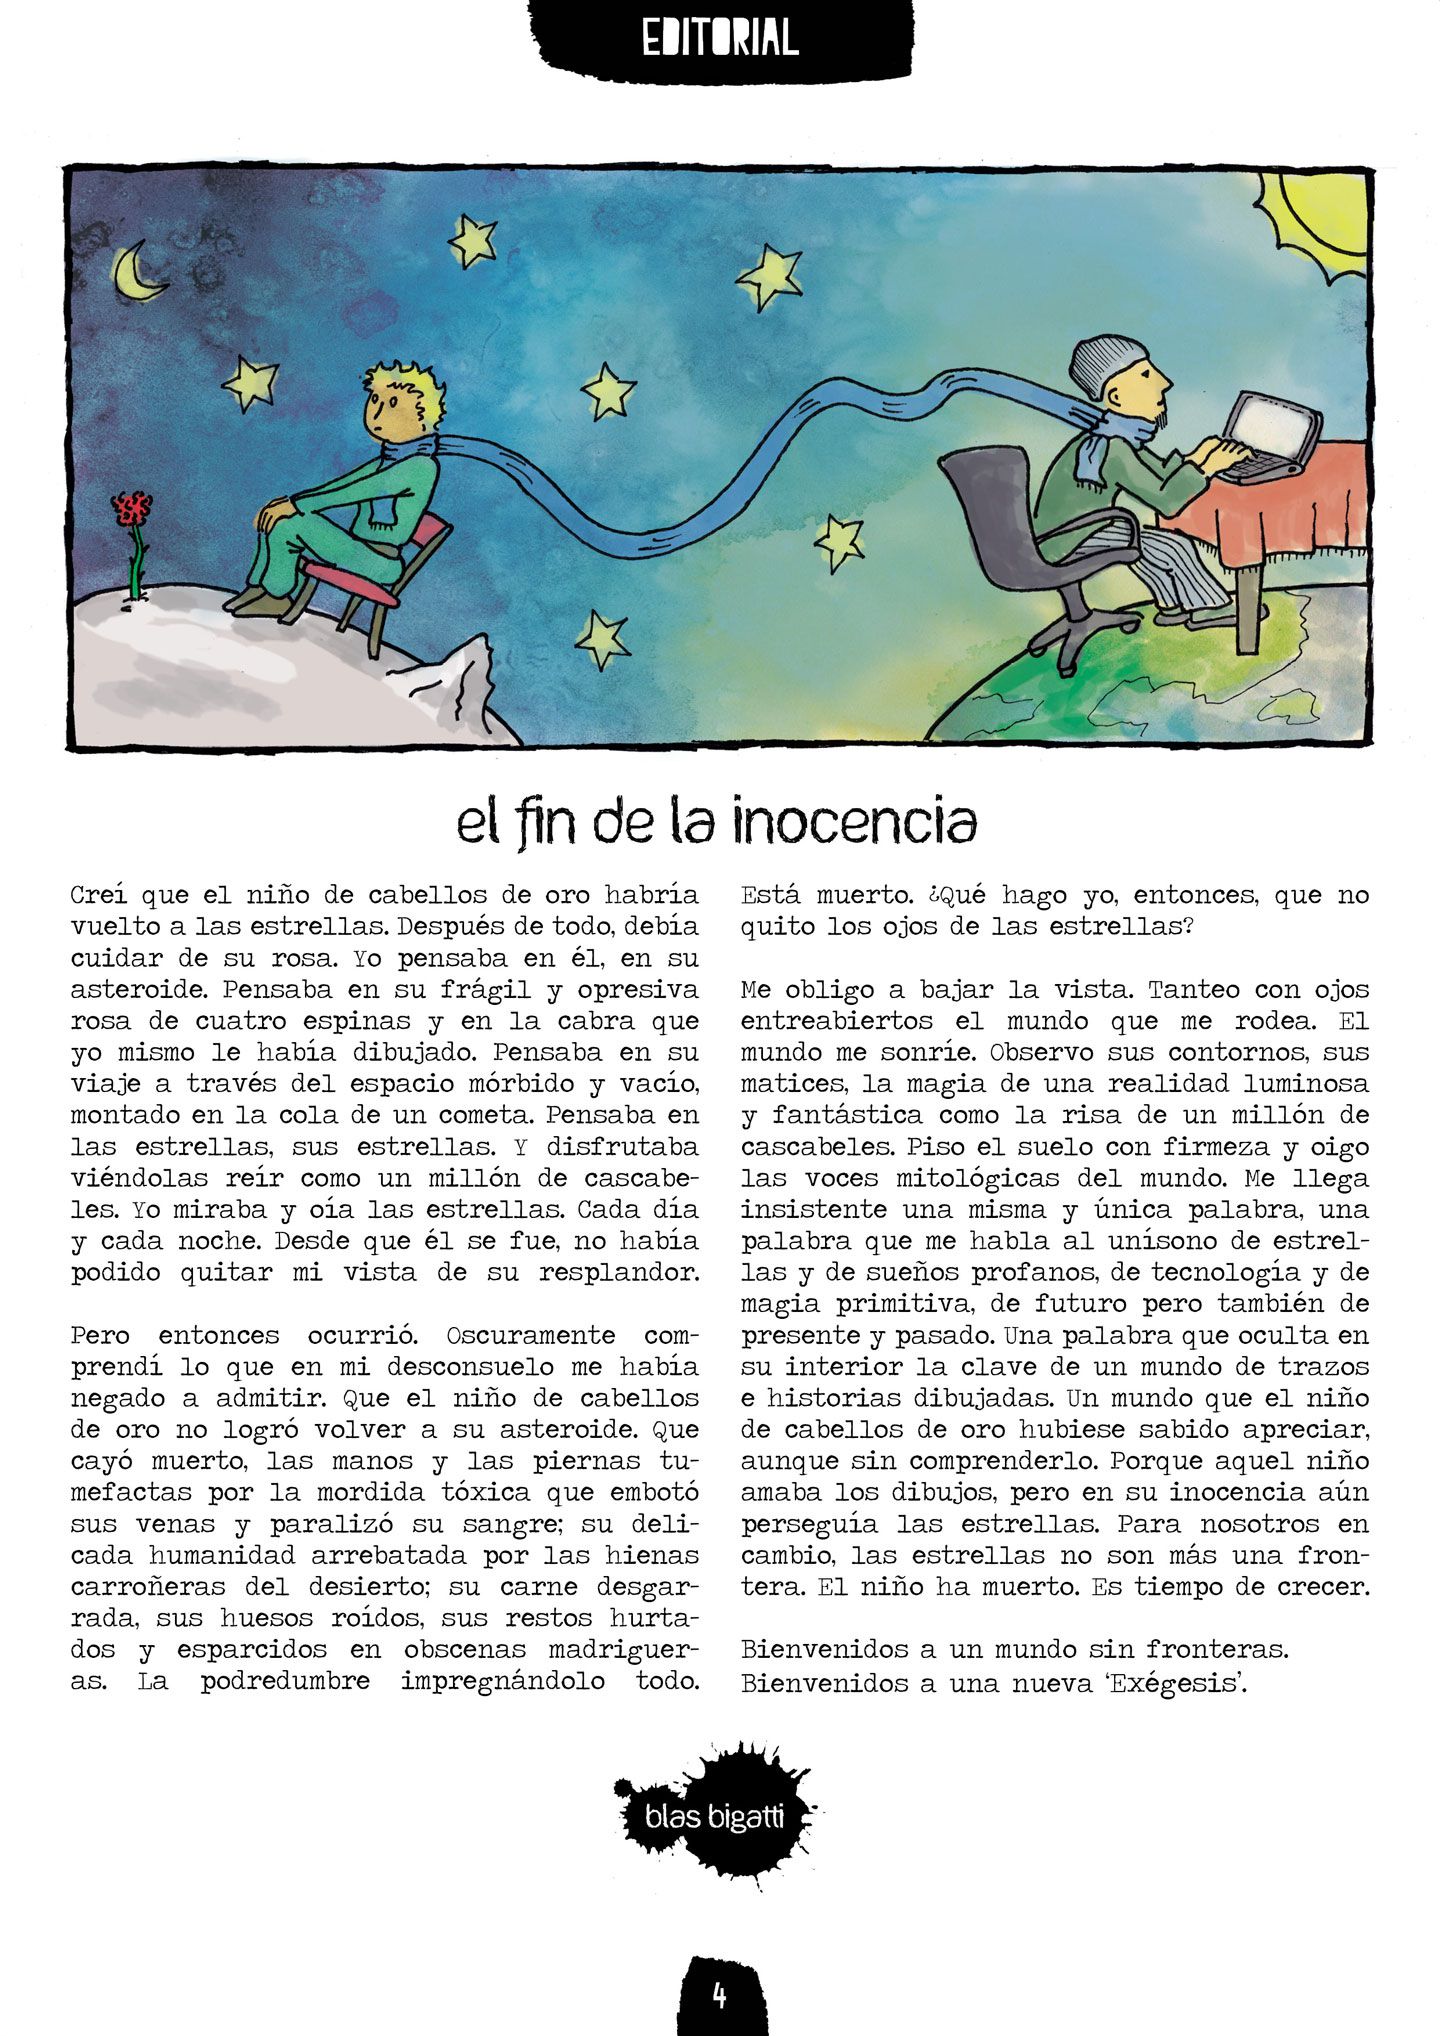 EDITORIAL
el fin de la inocencia
Creí que el niño de cabellos de oro habría
vuelto a las estrellas. Después de todo, debía
cuidar de su rosa. Yo pensaba en él, en su
asteroide. Pensaba en su frágil y opresiva
rosa de cuatro espinas y en la cabra que
yo mismo le había dibujado. Pensaba en su
viaje a través del espacio mórbido y vacío,
montado en la cola de un cometa. Pensaba en
las estrellas, sus estrellas. Y disfrutaba
viéndolas reír como un millón de cascabe-
les. Yo miraba y oía las estrellas. Cada día
y cada noche. Desde que él se fue, no había
podido quitar mi vista de su resplandor.
Pero entonces ocurrió. Oscuramente com-
prendí lo que en mi desconsuelo me había
negado a admitir. Que el niño de cabellos
de oro no logró volver a su asteroide. Que
cayó muerto, las manos y las piernas tu-
mefactas por la mordida tóxica que embotó
sus venas y paralizó su sangre; su deli-
cada humanidad arrebatada por las hienas
carroñeras del desierto; su carne desgar-
rada, sus huesos roídos, sus restos hurta-
dos y esparcidos en obscenas madriguer-
as. La podredumbre impregnándolo todo.
Está muerto. ¿Qué hago yo, entonces, que no
quito los ojos de las estrellas?
Me obligo a bajar la vista. Tanteo con ojos
entreabiertos el mundo que me rodea. El
mundo me sonríe. Observo sus contornos, sus
matices, la magia de una realidad luminosa
y fantástica como la risa de un millón de
cascabeles. Piso el suelo con firmeza y oigo
las voces mitológicas del mundo. Me llega
insistente una misma y única palabra, una
palabra que me habla al unísono de estrel-
las y de sueños profanos, de tecnología y de
magia primitiva, de futuro pero también de
presente y pasado. Una palabra que oculta en
su interior la clave de un mundo de trazos
e historias dibujadas. Un mundo que el niño
de cabellos de oro hubiese sabido apreciar,
aunque sin comprenderlo. Porque aquel niño
amaba los dibujos, pero en su inocencia aún
perseguía las estrellas. Para nosotros en
cambio, las estrellas no son más una fron-
tera. El niño ha muerto. Es tiempo de crecer.
Bienvenidos a un mundo sin fronteras.
Bienvenidos a una nueva ‘Exégesis’.
blas bigatti
4